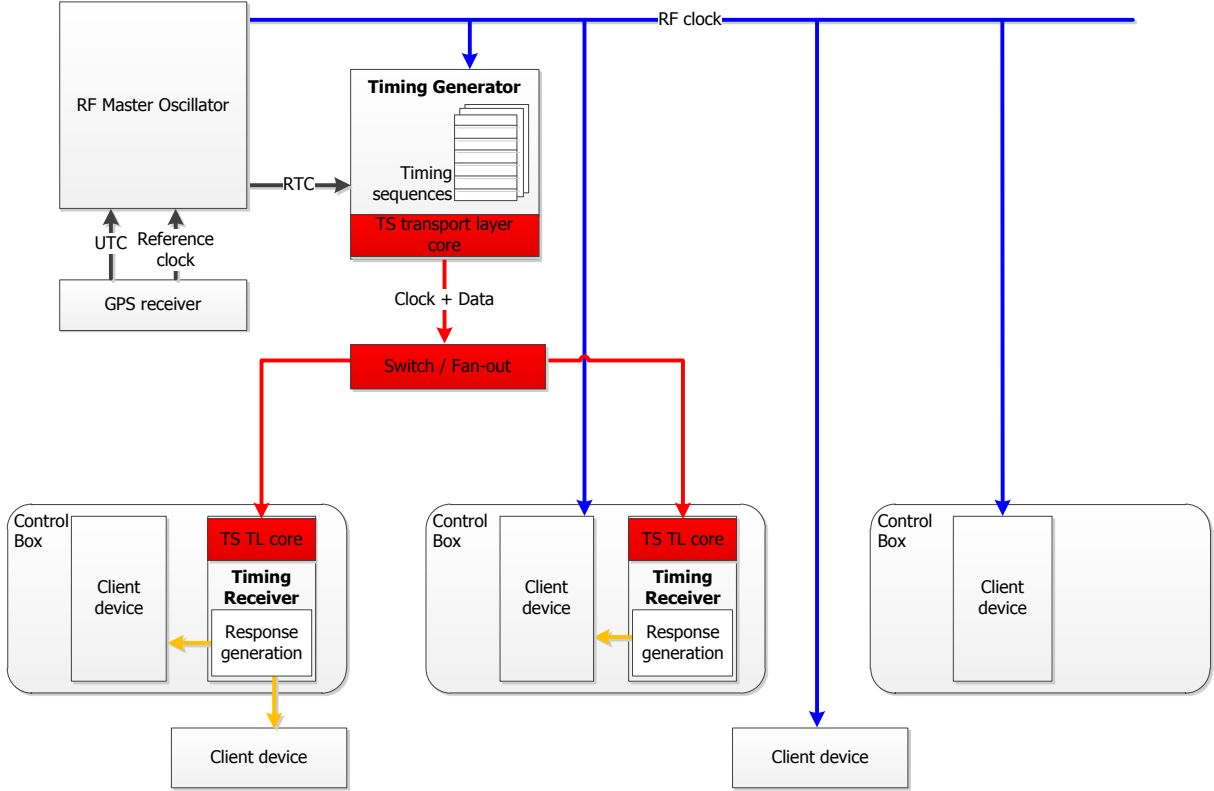 RF clock
RF Master Oscillator
Timing Generator
Timing
sequences
RTC
TS transport layer
core
UTC
Reference
clock
GPS receiver
Clock + Data
Switch / Fan-out
Control
Box
Client
device
TS TL core
Timing
Receiver
Response
generation
Client device
Control
Box
Client
device
TS TL core
Timing
Receiver
Response
generation
Client device
Control
Box
Client
device